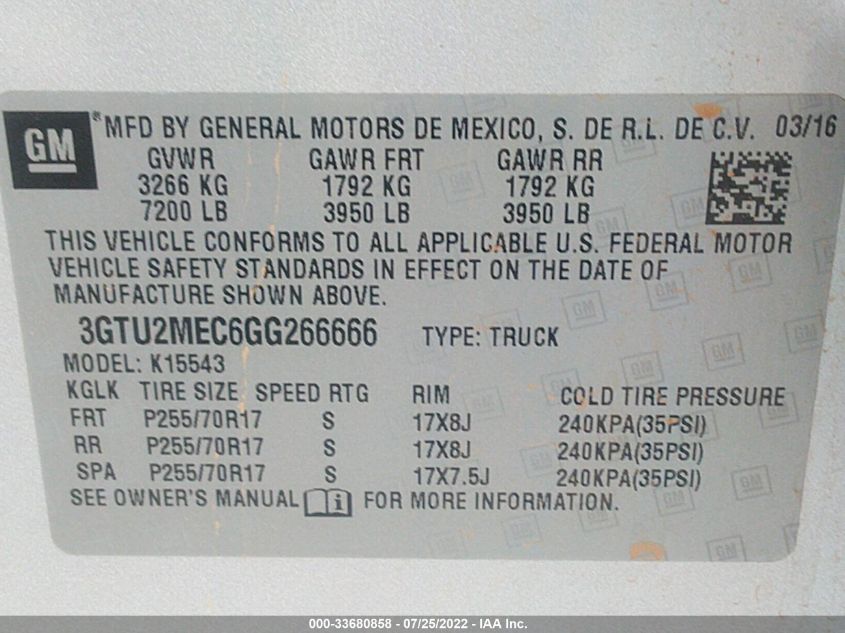 GM ®MFD BY GENERAL MOTORS DE MEXICO, S. DE R.L. DE C.V. 03/16
GVWR GAWR FRT GAWR RR
3266 KG 1792 KG 1792 KG
7200 LB 3950 LB 3950 LB
THIS VEHICLE CONFORMS TO ALL APPLICABLE U.S. FEDERAL MOTOR
VEHICLE SAFETY STANDARDS IN EFFECT ON THE DATE OF
MANUFACTURE SHOWN ABOVE.
3GTU2MEC6GG266666 TYPE: TRUCK
MODEL: K15543
KGLK TIRE SIZE SPEED RTG RIM COLD TIRE PRESSURE
FRT P255/70R17 S 17X8J 240KPA(35PSI)
RR P255/70R17 S 17X8J 240KPA(35PSI)
SPA P255/70R17 S 17X7.5J 240KPA(35PSI)
SEE OWNER'S MANUAL i FOR MORE INFORMATION.
000-33680858 - 07/25/2022 - IAA Inc.